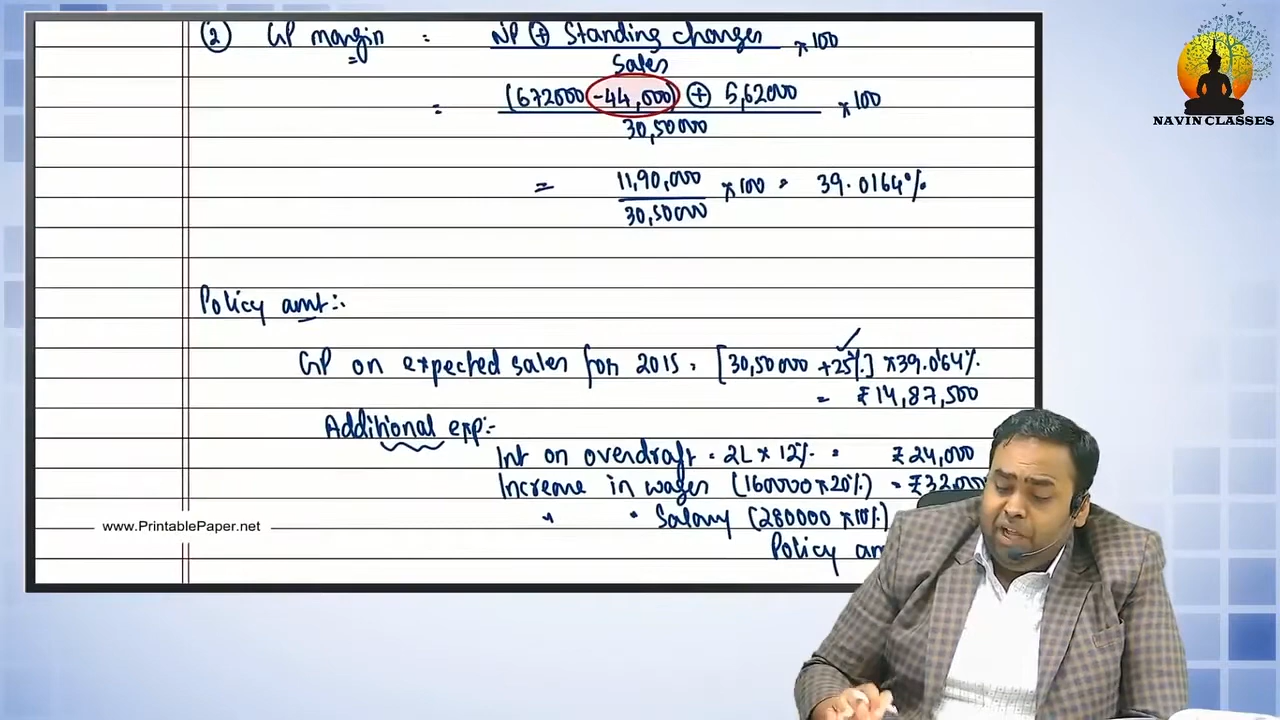 ② GP margin = NP ⊕ Standing charges × 100
Sales
= (672000 -44,000) ⊕ 5,62000 × 100
30,50000
= 11,90,000 × 100 = 39.0164%
30,50000
Policy amt:-
GP on expected sales for 2015 = [30,50000 +25%] × 39.0164%
= ₹14,87,500
Additional exp:-
Int on overdraft = 2L × 12% = ₹24,000
Increase in wages (160000 × 20%) = ₹32000
" " Salary (280000 × 10%)
Policy am
www.PrintablePaper.net
NAVIN CLASSES